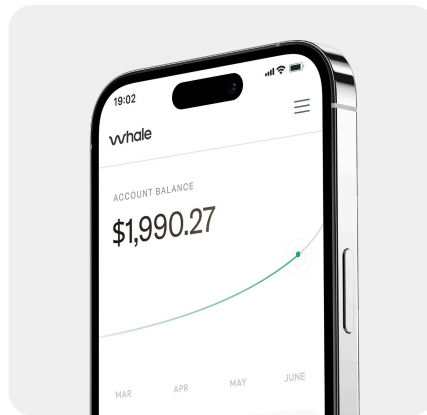 19:02
whale
ACCOUNT BALANCE
$1,990.27
MAR APR MAY JUNE